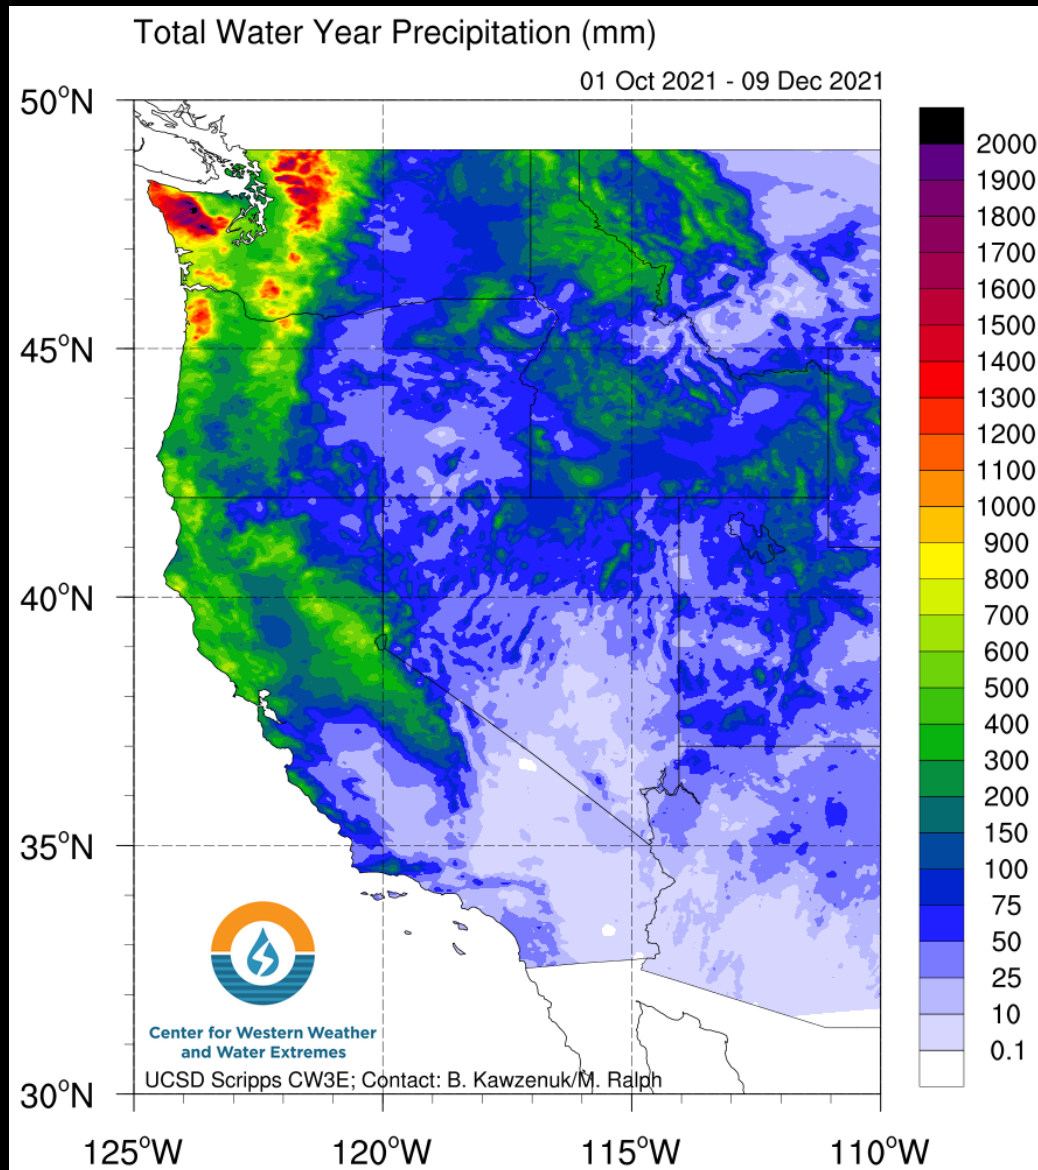 Total Water Year Precipitation (mm)
01 Oct 2021 - 09 Dec 2021
50°N
45°N
40°N
35°N
30°N
125°W 120°W 115°W 110°W
2000
1900
1800
1700
1600
1500
1400
1300
1200
1100
1000
900
800
700
600
500
400
300
200
150
100
75
50
25
10
0.1
Center for Western Weather
and Water Extremes
UCSD Scripps CW3E; Contact: B. Kawzenuk/M. Ralph